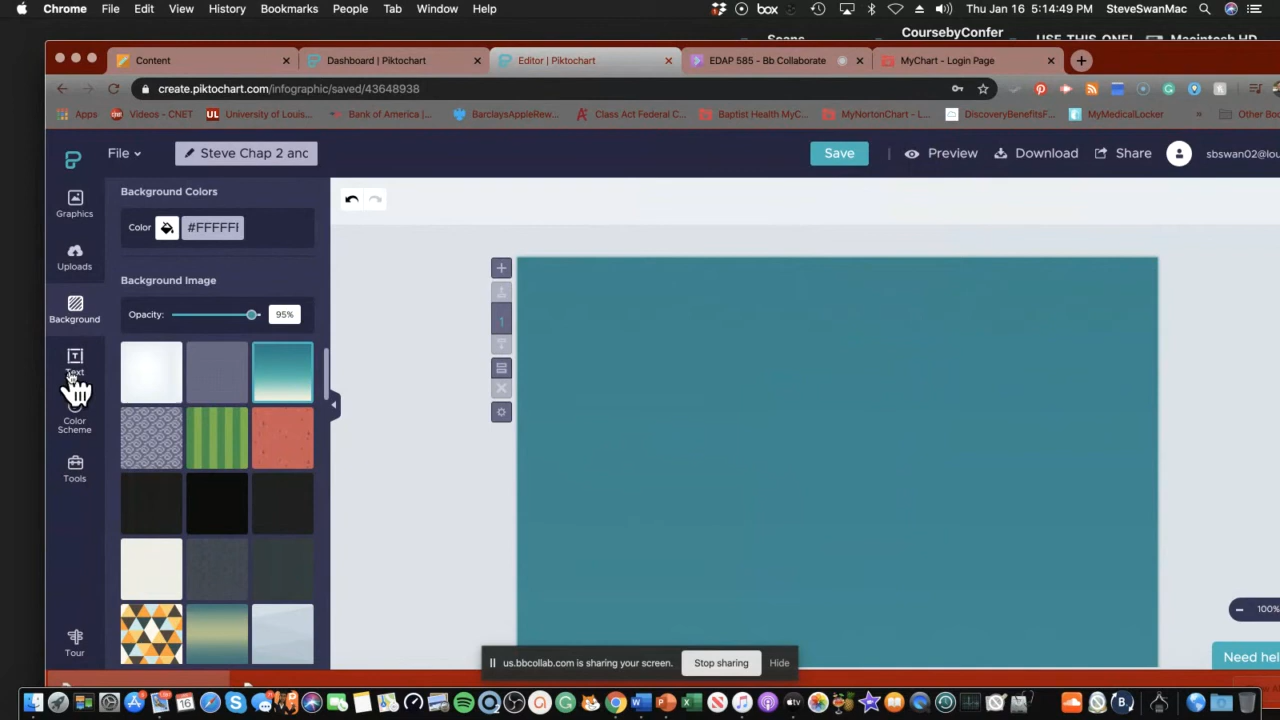 Chrome File Edit View History Bookmarks People Tab Window Help
box
Thu Jan 16 5:14:49 PM SteveSwanMac
CoursebyConfer
Content
Dashboard | Piktochart
Editor | Piktochart
EDAP 585 - Bb Collaborate
MyChart - Login Page
create.piktochart.com/infographic/saved/43648938
Apps
Videos - CNET
University of Louis...
Bank of America |...
BarclaysAppleRew...
Class Act Federal C...
Baptist Health MyC...
MyNortonChart - L...
DiscoveryBenefitsF...
MyMedicalLocker
»
Other Bo
File
Steve Chap 2 anc
Save
Preview
Download
Share
sbswan02@lou
Graphics
Uploads
Background
Text
Color Scheme
Tools
Tour
Background Colors
Color
#FFFFFF
Background Image
Opacity:
95%
1
100%
Need hel
us.bbcollab.com is sharing your screen.
Stop sharing
Hide